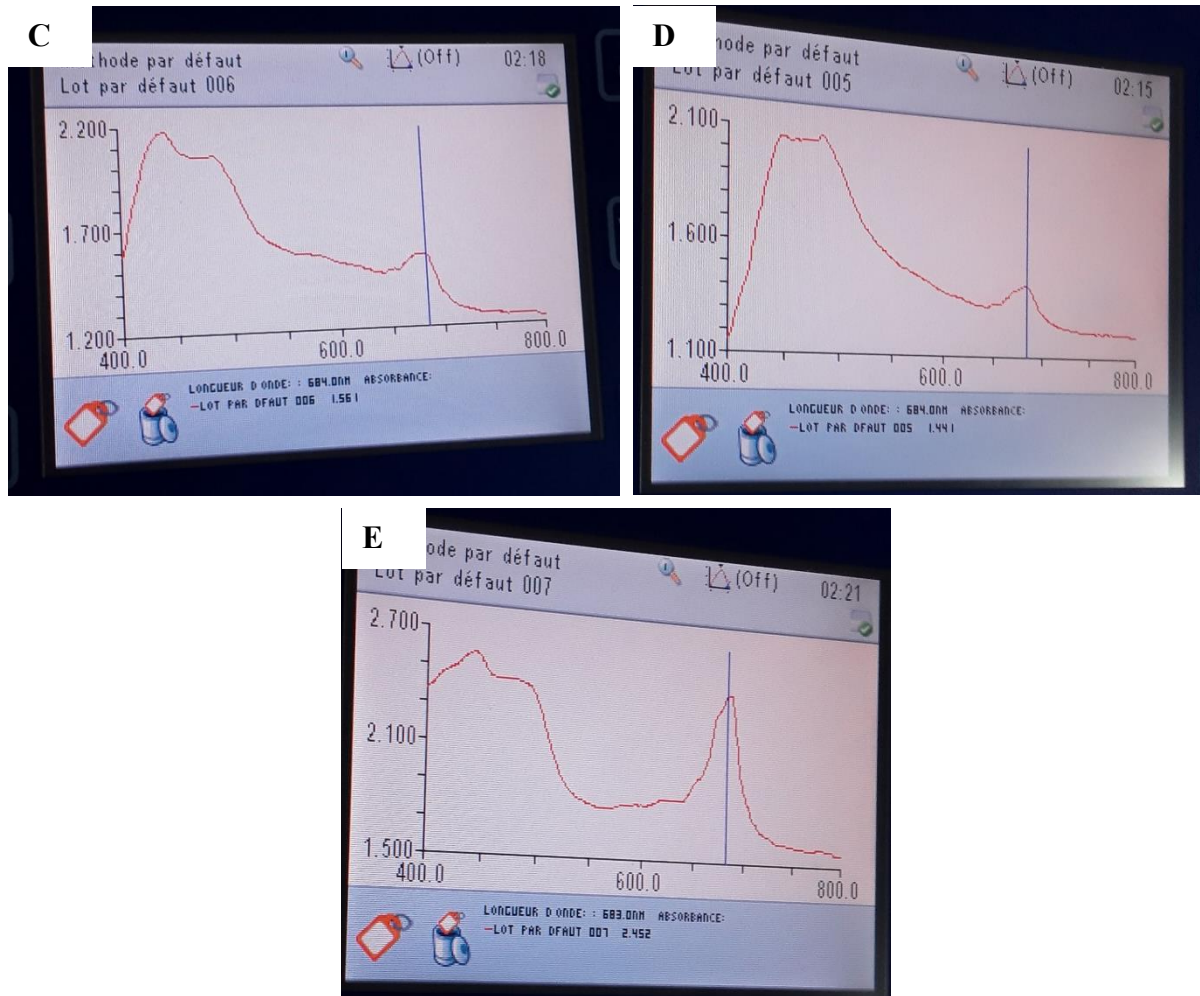 C
thode par défaut
(Off)
02:18
Lot par défaut 006
2.200
1.700
1.200
400.0
600.0
800.0
LONGUEUR D ONDE: : 684.0NM ABSORBANCE:
—LOT PAR DFAUT 006 1.561
D
hode par défaut
(Off)
02:15
Lot par défaut 005
2.100
1.600
1.100
400.0
600.0
800.0
LONGUEUR D ONDE: : 684.0NM ABSORBANCE:
—LOT PAR DFAUT 005 1.441
E
ode par défaut
(Off)
02:21
Lot par défaut 007
2.700
2.100
1.500
400.0
600.0
800.0
LONGUEUR D ONDE: : 683.0NM ABSORBANCE:
—LOT PAR DFAUT 007 2.452